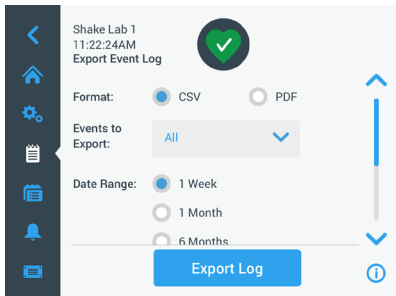 Shake Lab 1
11:22:24AM
Export Event Log
Format:
CSV
PDF
Events to
Export:
All
Date Range:
1 Week
1 Month
6 Months
Export Log